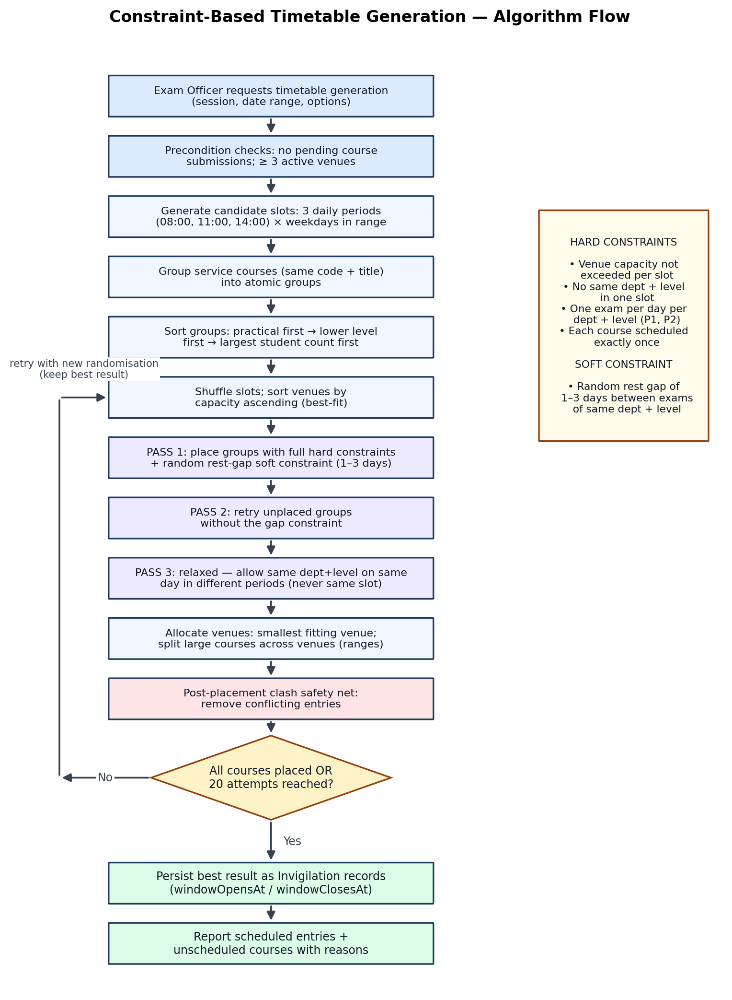 Constraint-Based Timetable Generation — Algorithm Flow
Exam Officer requests timetable generation
(session, date range, options)
Precondition checks: no pending course
submissions; ≥ 3 active venues
Generate candidate slots: 3 daily periods
(08:00, 11:00, 14:00) × weekdays in range
Group service courses (same code + title)
into atomic groups
Sort groups: practical first → lower level
first → largest student count first
retry with new randomisation
(keep best result)
Shuffle slots; sort venues by
capacity ascending (best-fit)
PASS 1: place groups with full hard constraints
+ random rest-gap soft constraint (1–3 days)
PASS 2: retry unplaced groups
without the gap constraint
PASS 3: relaxed — allow same dept+level on same
day in different periods (never same slot)
Allocate venues: smallest fitting venue;
split large courses across venues (ranges)
Post-placement clash safety net:
remove conflicting entries
All courses placed OR
20 attempts reached?
No
Yes
Persist best result as Invigilation records
(windowOpensAt / windowClosesAt)
Report scheduled entries +
unscheduled courses with reasons
HARD CONSTRAINTS
• Venue capacity not
exceeded per slot
• No same dept + level
in one slot
• One exam per day per
dept + level (P1, P2)
• Each course scheduled
exactly once
SOFT CONSTRAINT
• Random rest gap of
1–3 days between exams
of same dept + level